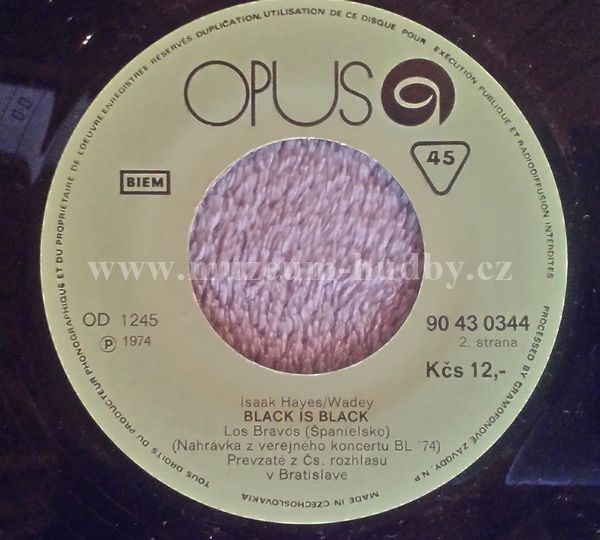 TOUS DROITS DU PRODUCTEUR PHONOGRAPHIQUE ET DU PROPRIÉTAIRE DE L'OEUVRE ENREGISTREE RÉSERVÉS DUPLICATION, UTILISATION DE CE DISQUE POUR EXÉCUTION PUBLIQUE ET RADIODIFFUSION INTERDITES
PROCESSED BY GRAMOFONOVÉ ZÁVODY, N.P.
OPUS
45
BIEM
www.muzeum-hudby.cz
OD 1245
℗ 1974
90 43 0344
2. strana
Kčs 12,-
Isaak Hayes/Wadey
BLACK IS BLACK
Los Bravos (Španielsko)
(Nahrávka z verejného koncertu BL '74)
Prevzaté z Čs. rozhlasu
v Bratislave
MADE IN CZECHOSLOVAKIA